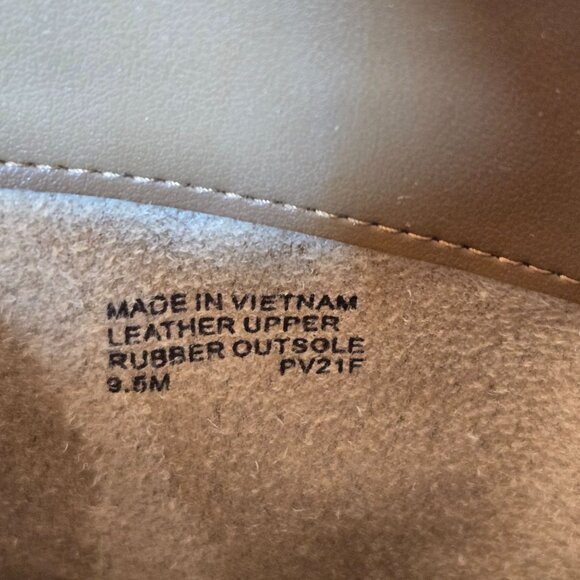 MADE IN VIETNAM
LEATHER UPPER
RUBBER OUTSOLE
9.5M PV21F